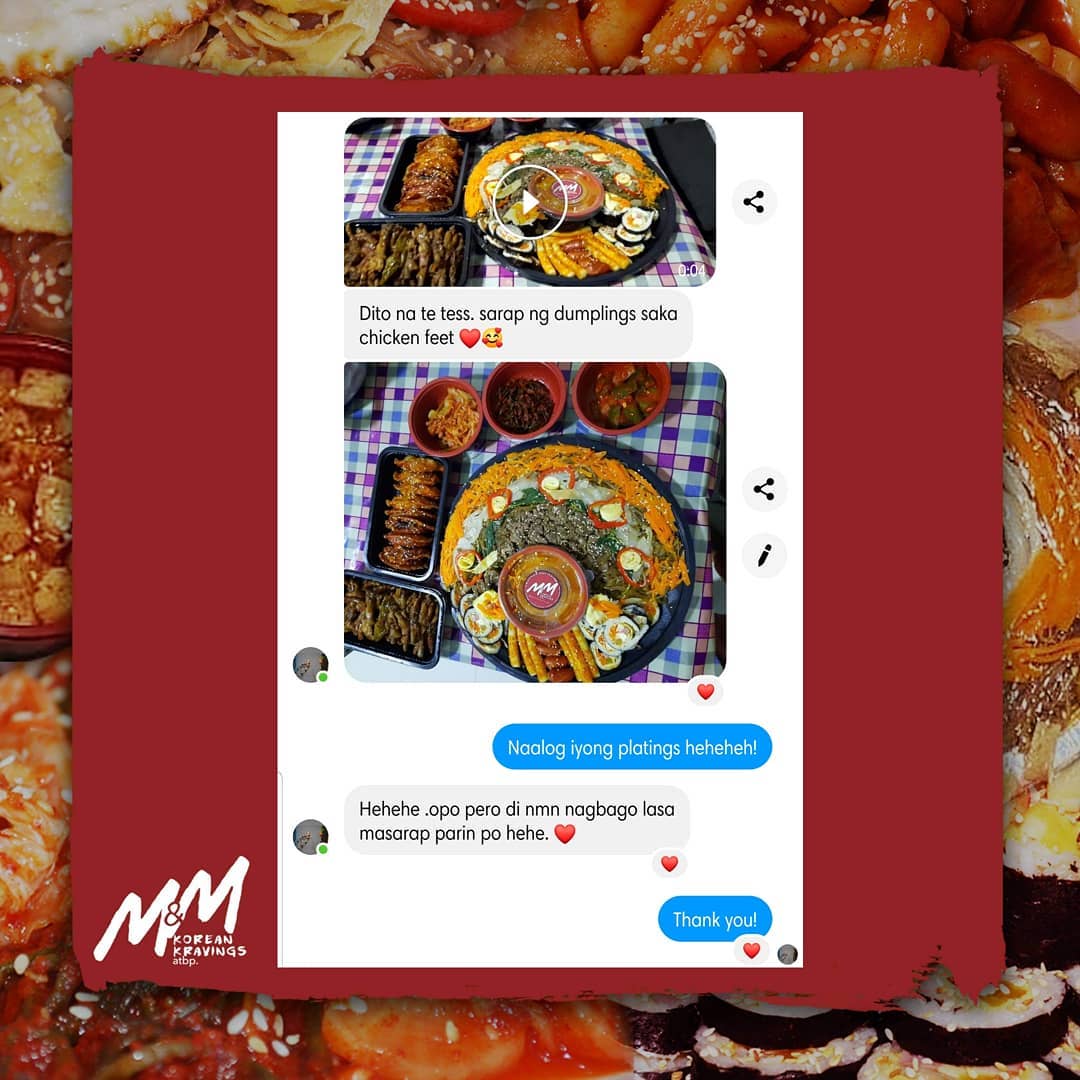 M&M
0:04
Dito na te tess. sarap ng dumplings saka
chicken feet ❤️🥰
M&M
Naalog iyong platings heheheh!
Hehehe .opo pero di nmn nagbago lasa
masarap parin po hehe. ❤️
Thank you!
M&M
KOREAN
KRAVINGS
atbp.